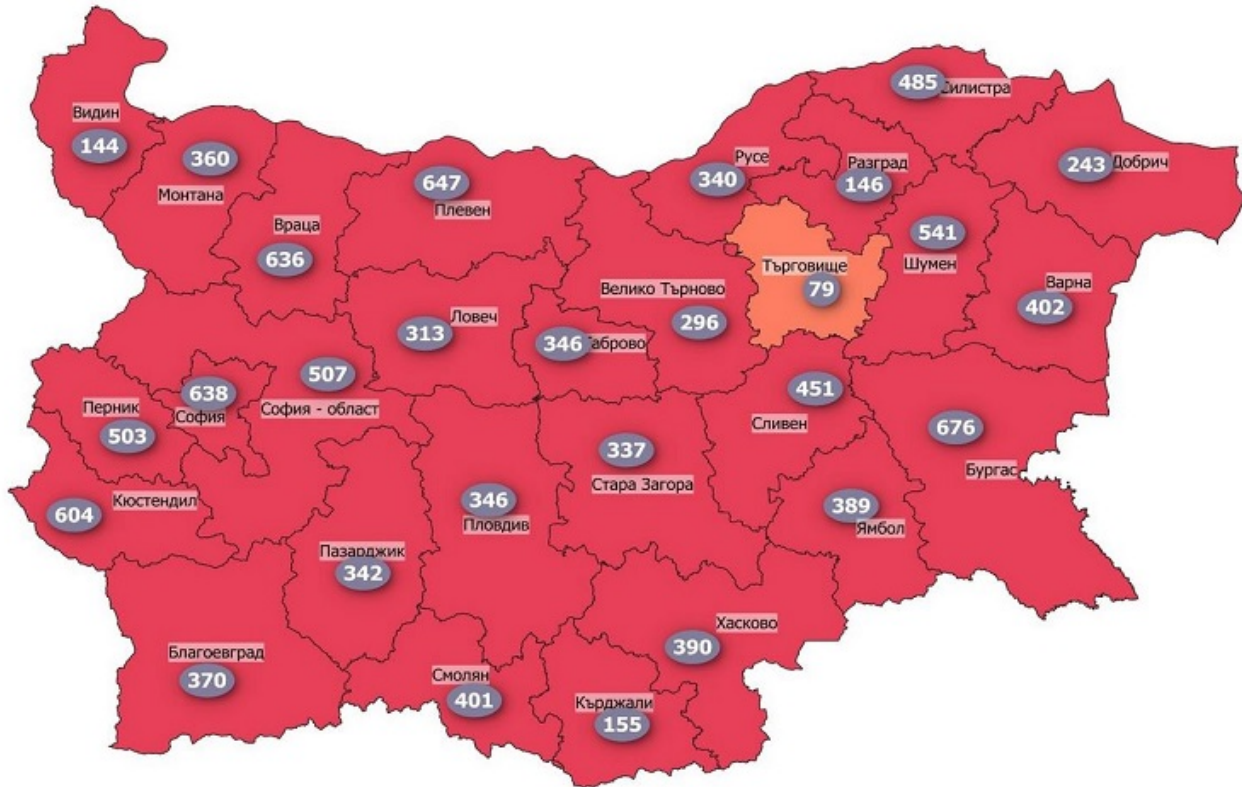 485
Силистра
Видин
144
360
Монтана
647
Плевен
Русе
340
Разград
146
243
Добрич
Враца
636
541
Шумен
Търговище
79
Велико Търново
296
Варна
402
Ловеч
313
346
Габрово
638
София
507
София - област
451
Сливен
Перник
503
676
Бургас
337
Стара Загора
Кюстендил
604
346
Пловдив
389
Ямбол
Пазарджик
342
Хасково
390
Благоевград
370
Смолян
401
Кърджали
155